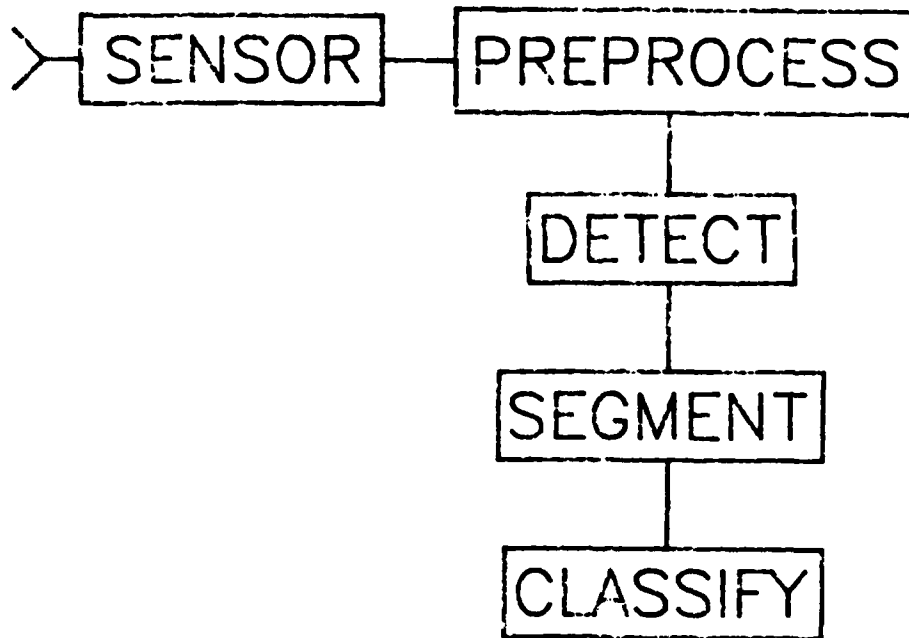 SENSOR
PREPROCESS
DETECT
SEGMENT
CLASSIFY